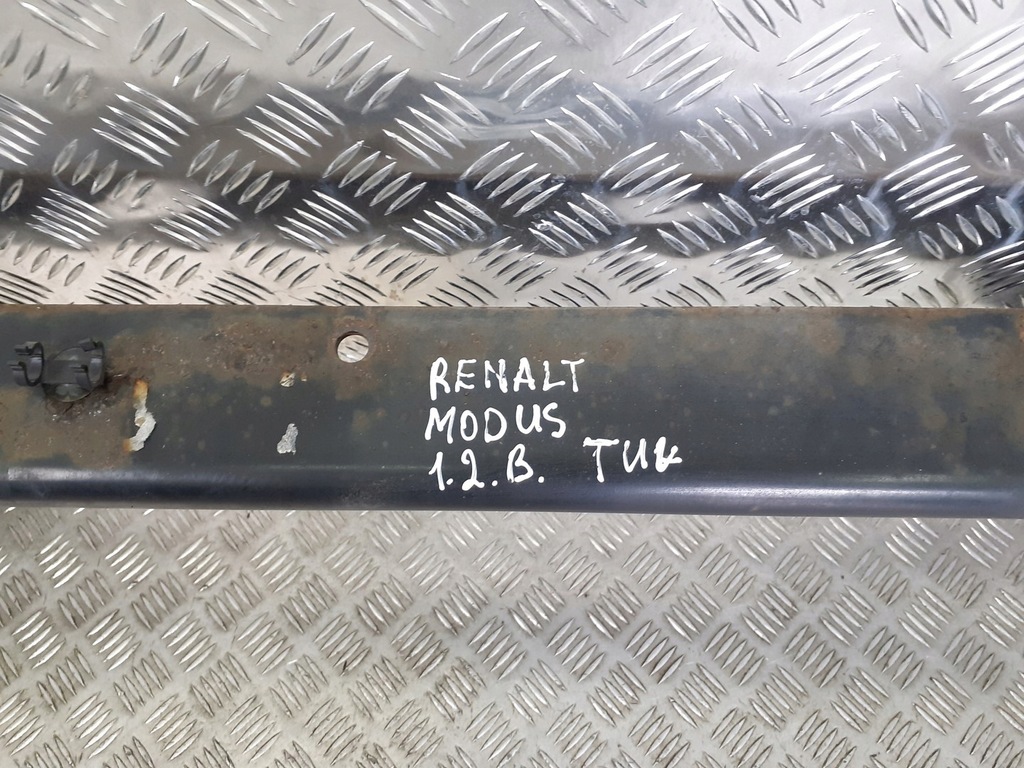 RENALT
MODUS
1.2.B. TUK